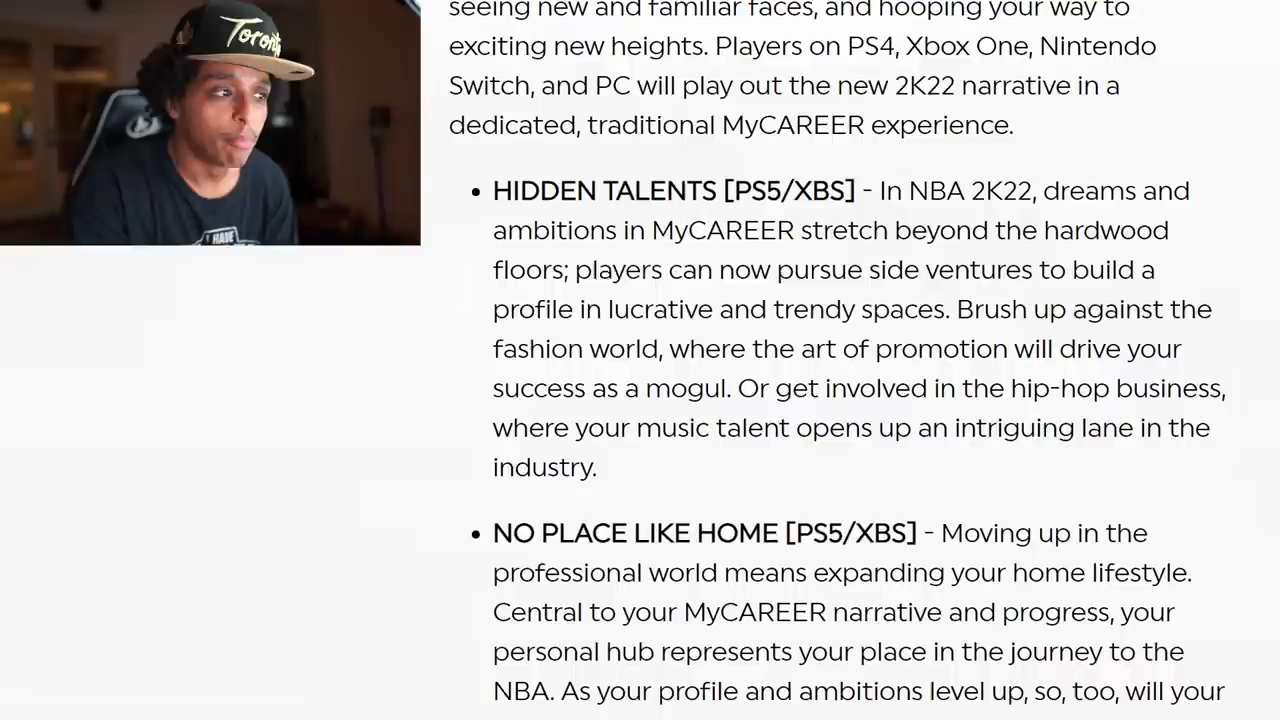 Toronto
I HAVE
seeing new and familiar faces, and hooping your way to
exciting new heights. Players on PS4, Xbox One, Nintendo
Switch, and PC will play out the new 2K22 narrative in a
dedicated, traditional MyCAREER experience.
• HIDDEN TALENTS [PS5/XBS] - In NBA 2K22, dreams and
ambitions in MyCAREER stretch beyond the hardwood
floors; players can now pursue side ventures to build a
profile in lucrative and trendy spaces. Brush up against the
fashion world, where the art of promotion will drive your
success as a mogul. Or get involved in the hip-hop business,
where your music talent opens up an intriguing lane in the
industry.
• NO PLACE LIKE HOME [PS5/XBS] - Moving up in the
professional world means expanding your home lifestyle.
Central to your MyCAREER narrative and progress, your
personal hub represents your place in the journey to the
NBA. As your profile and ambitions level up, so, too, will your